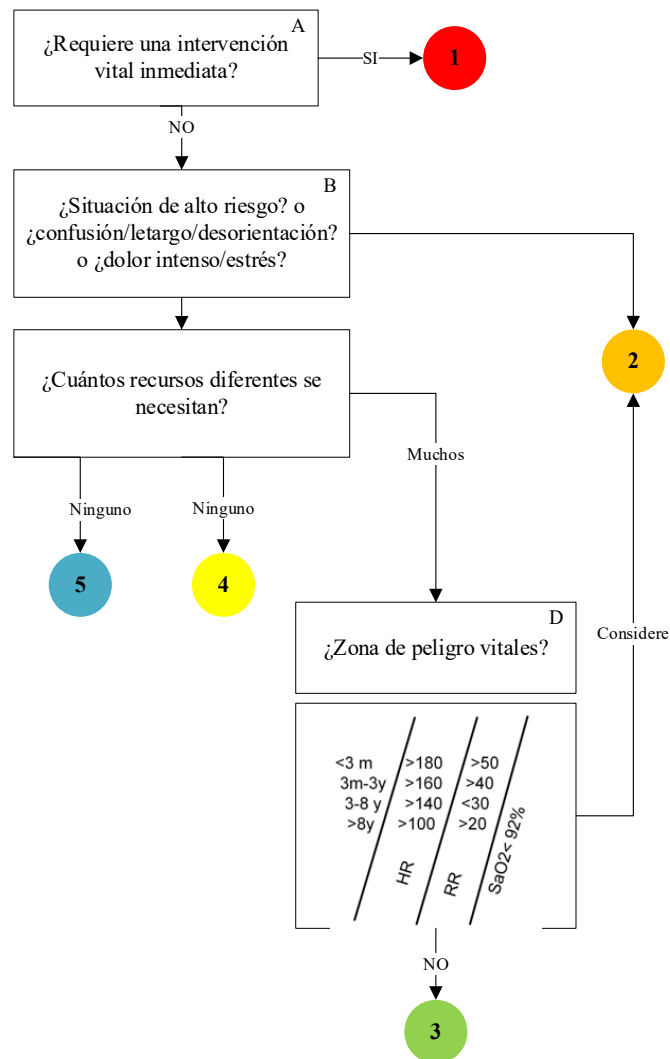 A
¿Requiere una intervención
vital inmediata?
SI
1
NO
B
¿Situación de alto riesgo? o
¿confusión/letargo/desorientación?
o ¿dolor intenso/estrés?
2
¿Cuántos recursos diferentes se
necesitan?
Muchos
Ninguno
Ninguno
5
4
D
¿Zona de peligro vitales?
Considere
<3 m >180 >50
3m-3y >160 >40
3-8 y >140 <30
>8y >100 >20
HR
RR
SaO2< 92%
NO
3